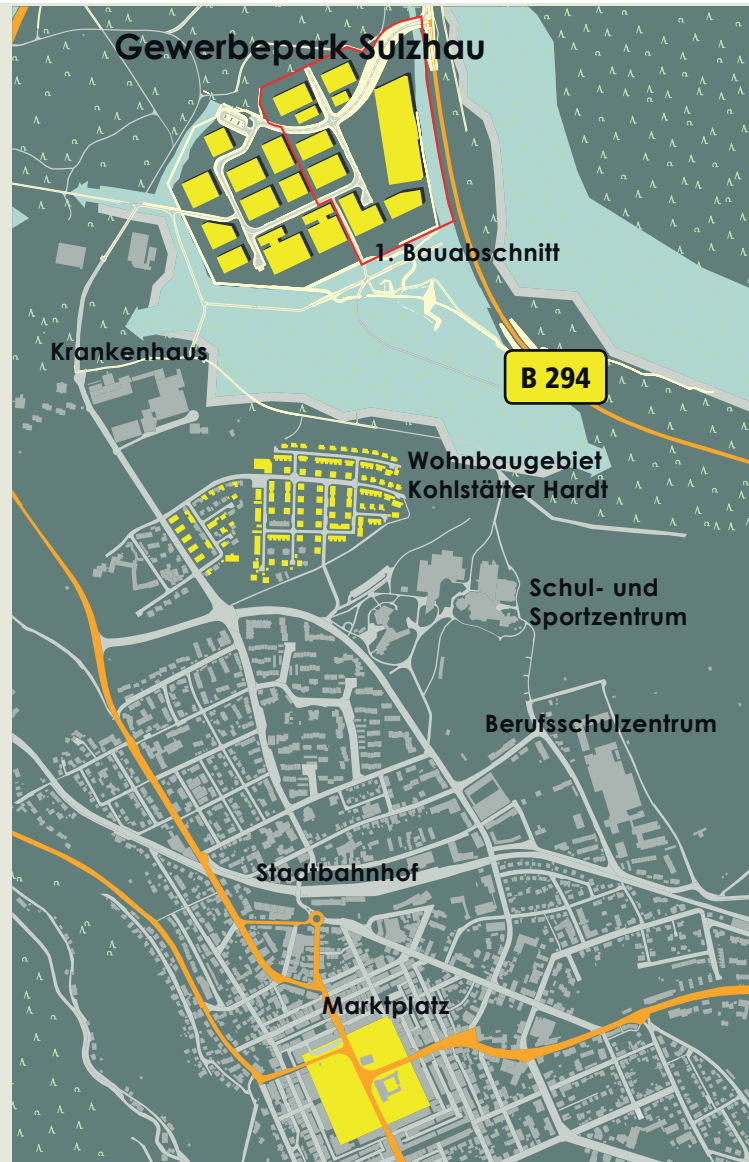 Gewerbepark Sulzhau
1. Bauabschnitt
Krankenhaus
B 294
Wohnbaugebiet
Kohlstätter Hardt
Schul- und
Sportzentrum
Berufsschulzentrum
Stadtbahnhof
Marktplatz